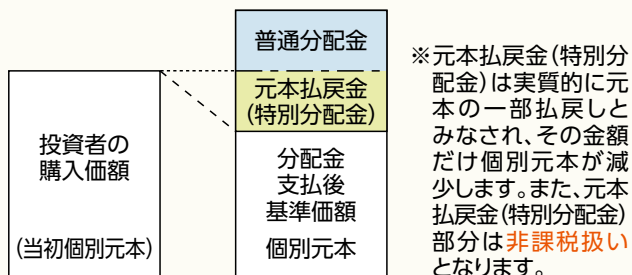 普通分配金
元本払戻金
(特別分配金)
投資者の
購入価額
(当初個別元本)
分配金
支払後
基準価額
個別元本
※元本払戻金(特別分
配金)は実質的に元
本の一部払戻しと
みなされ、その金額
だけ個別元本が減
少します。また、元本
払戻金(特別分配金)
部分は非課税扱い
となります。